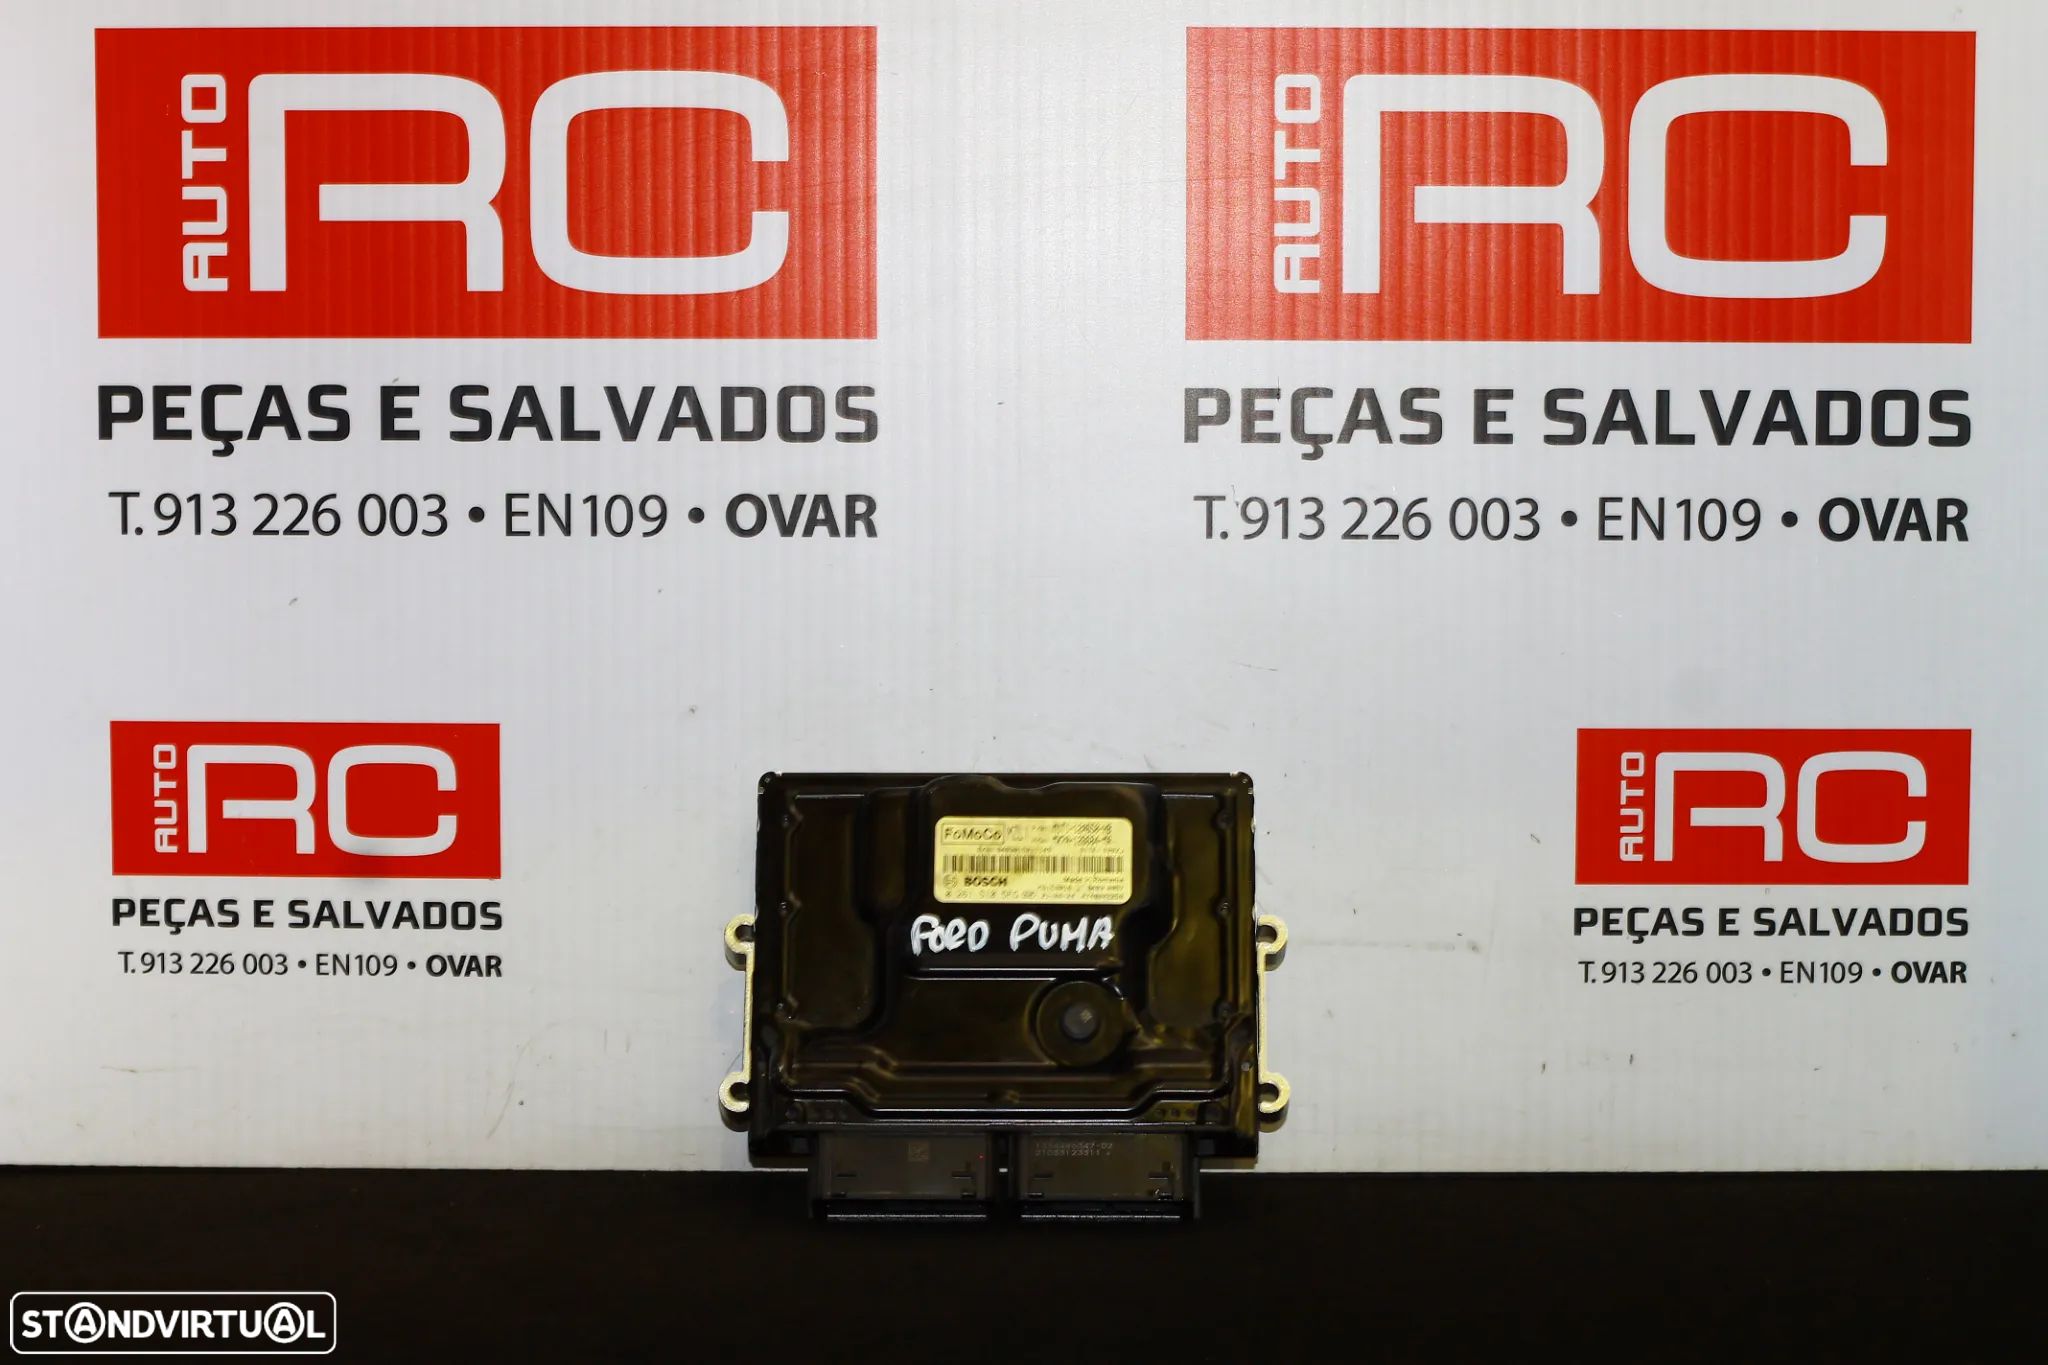 AUTO RC
PEÇAS E SALVADOS
T. 913 226 003 • EN109 • OVAR
AUTO RC
PEÇAS E SALVADOS
T. 913 226 003 • EN109 • OVAR
AUTO RC
PEÇAS E SALVADOS
T. 913 226 003 • EN109 • OVAR
AUTO RC
PEÇAS E SALVADOS
T. 913 226 003 • EN109 • OVAR
FoMoCo
BOSCH
FORD PUMA
STANDVIRTUAL